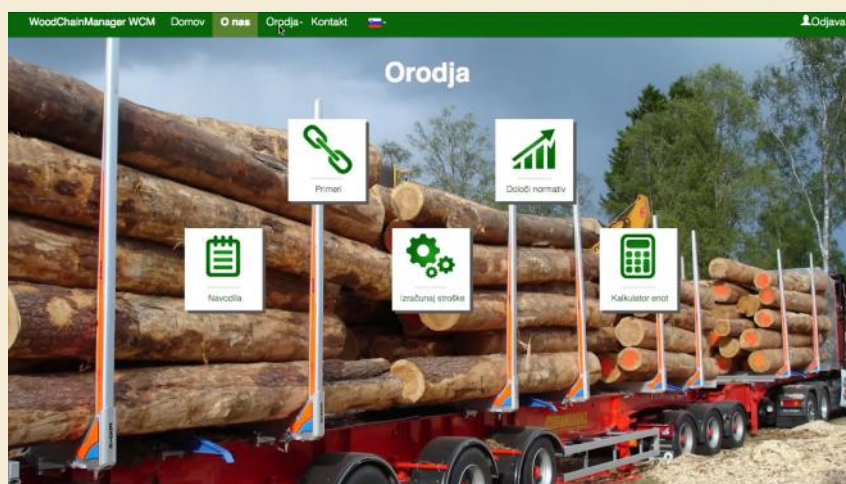 WoodChainManager WCM Domov O nas Orodja Kontakt Odjava
Orodja
Primeri
Določi normativ
Navodila
Izračunaj stroške
Kalkulator enot